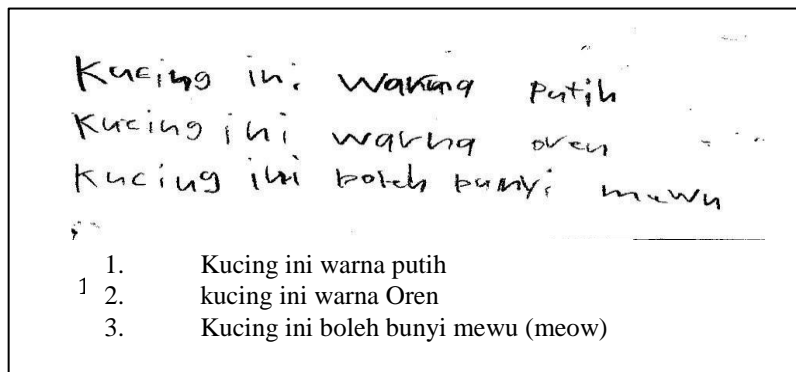 Kucing ini warna putih
Kucing ini warna oren
Kucing ini boleh bunyi mewu
1. Kucing ini warna putih
1
2. kucing ini warna Oren
3. Kucing ini boleh bunyi mewu (meow)